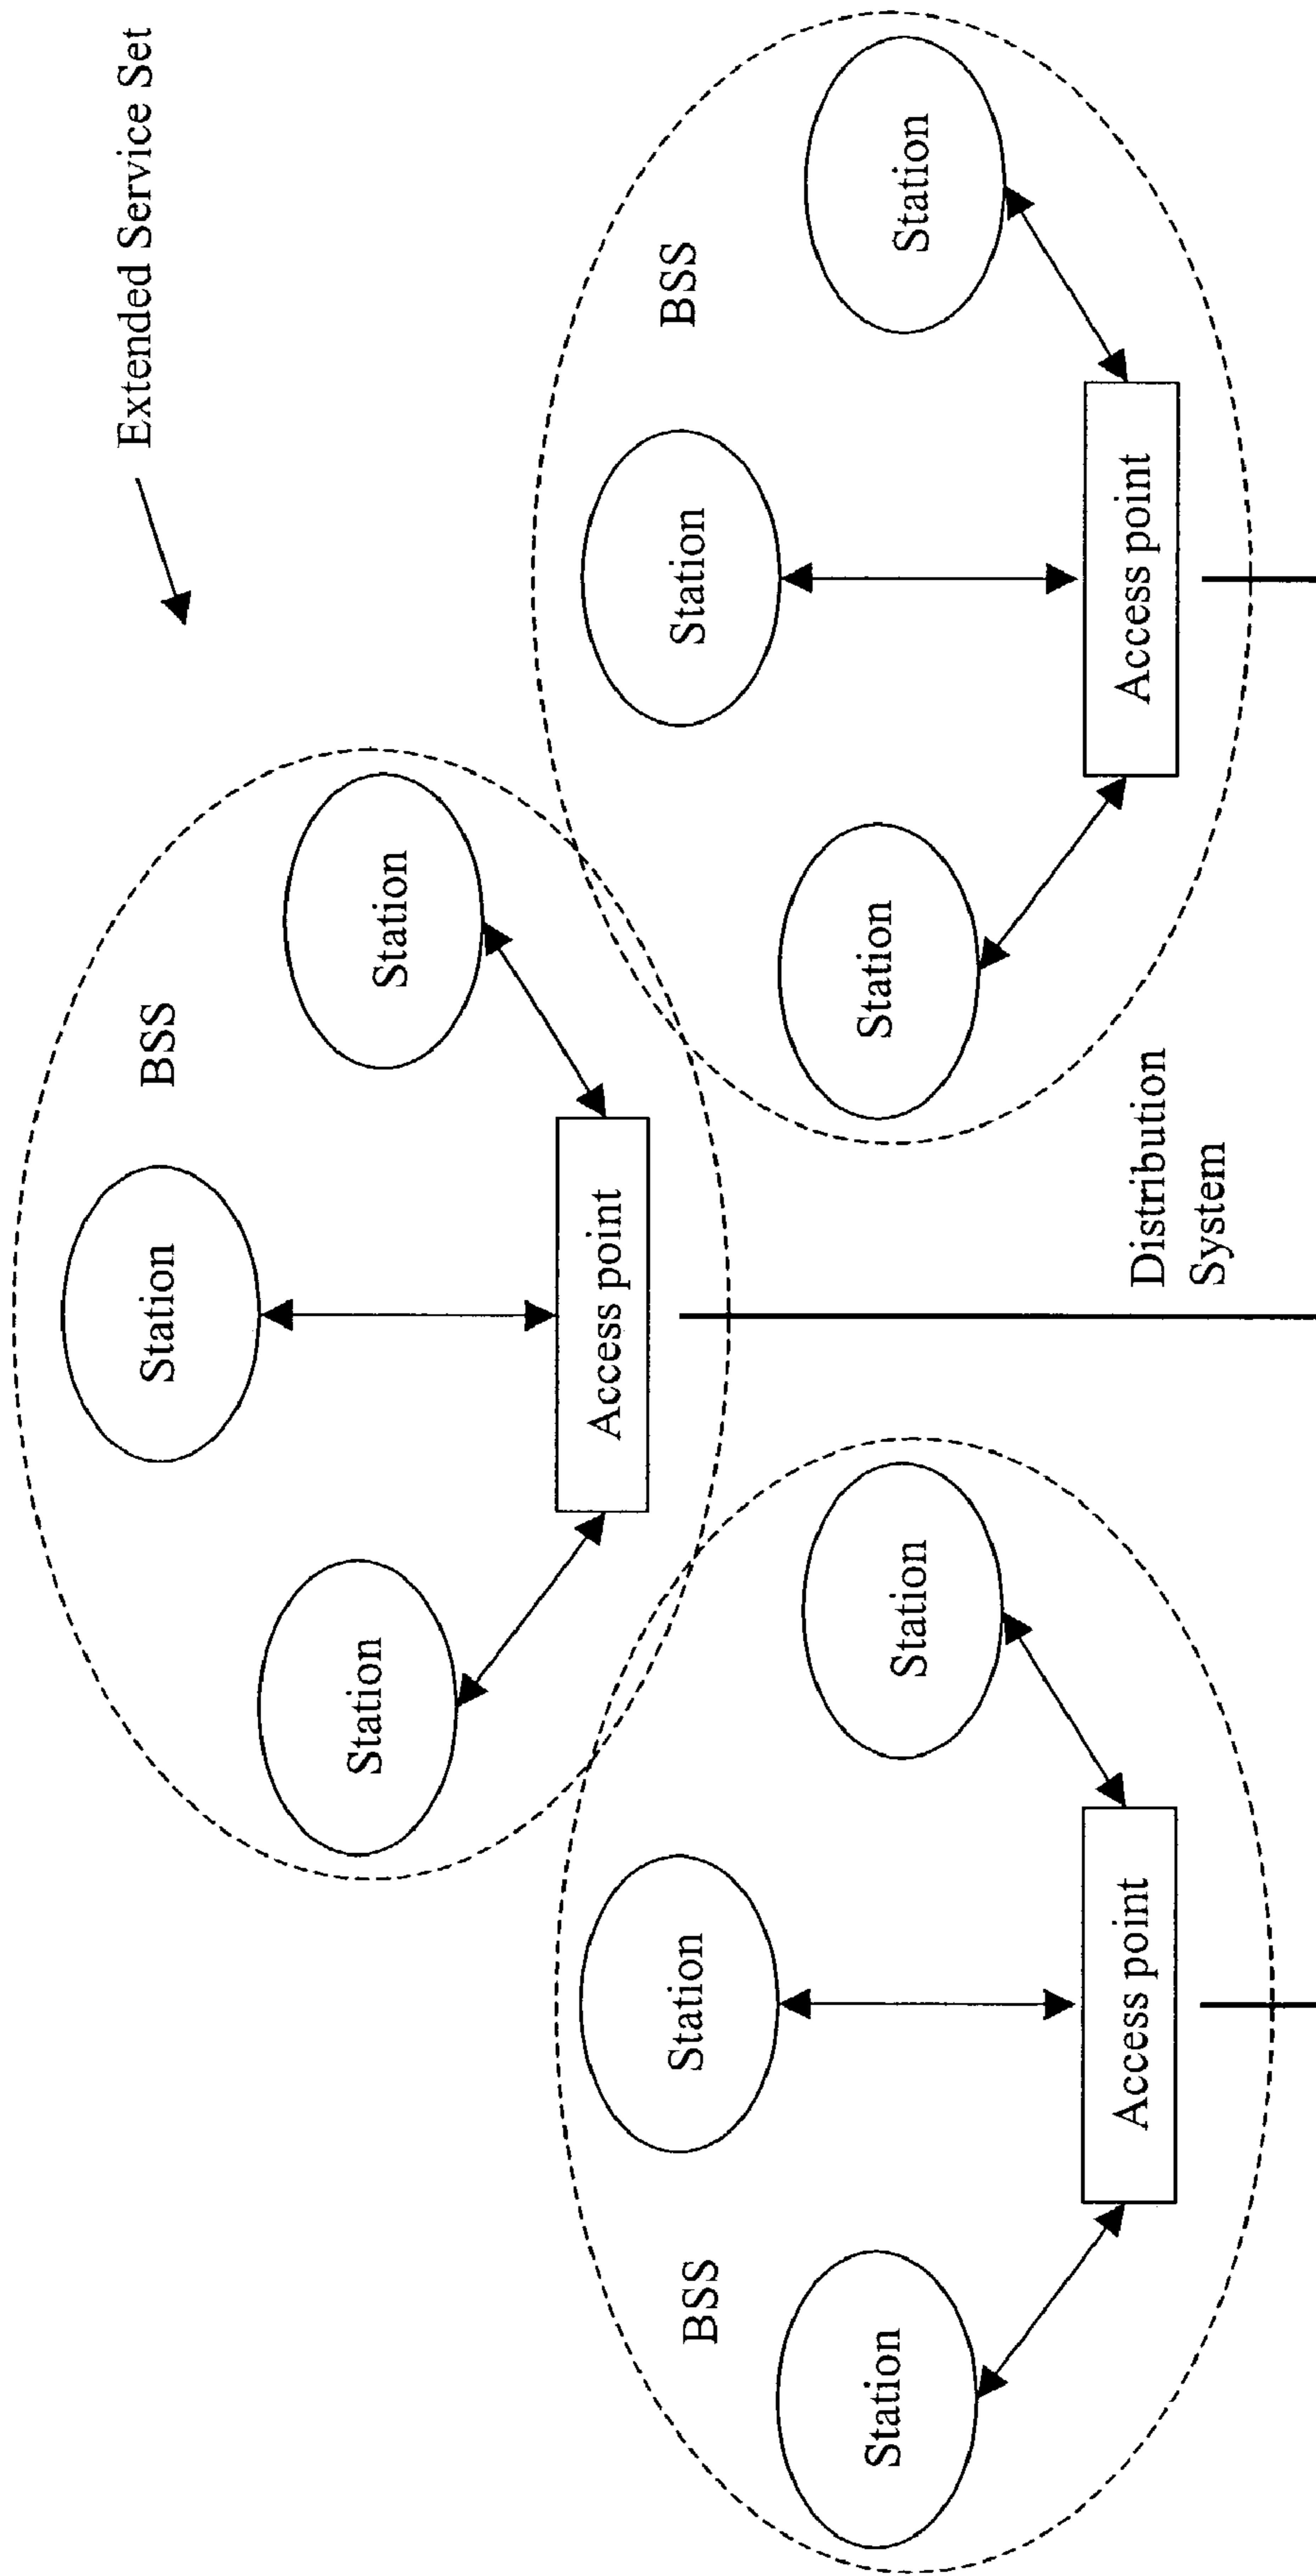 Extended Service Set
BSS
Station
Station
Station
Access point
BSS
Station
Station
Station
Access point
BSS
Station
Station
Station
Access point
Distribution
System